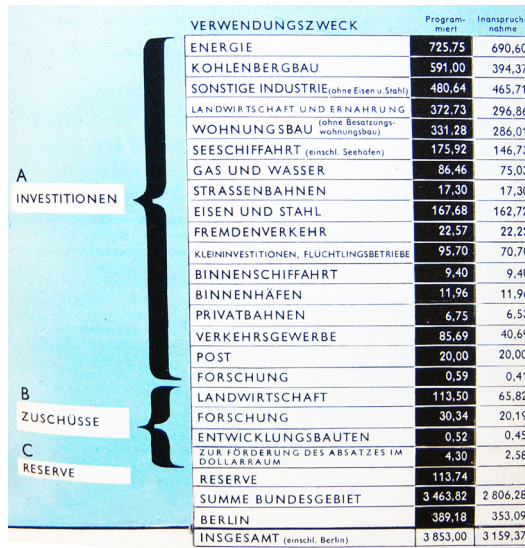 VERWENDUNGSZWECK Program-miert Inanspruch-nahme
ENERGIE 725,75 690,60
KOHLENBERGBAU 591,00 394,37
SONSTIGE INDUSTRIE (ohne Eisen u. Stahl) 480,64 465,71
LANDWIRTSCHAFT UND ERNÄHRUNG 372,73 296,86
WOHNUNGSBAU (ohne Besatzungs-wohnungsbau) 331,28 286,01
SEESCHIFFAHRT (einschl. Seehäfen) 175,92 146,73
A
GAS UND WASSER 86,46 75,03
INVESTITIONEN
STRASSENBAHNEN 17,30 17,30
EISEN UND STAHL 167,68 162,72
FREMDENVERKEHR 22,57 22,22
KLEININVESTITIONEN, FLÜCHTLINGSBETRIEBE 95,70 70,70
BINNENSCHIFFAHRT 9,40 9,40
BINNENHÄFEN 11,96 11,96
PRIVATBAHNEN 6,75 6,53
VERKEHRSGEWERBE 85,69 40,69
POST 20,00 20,00
FORSCHUNG 0,59 0,41
B
ZUSCHÜSSE
LANDWIRTSCHAFT 113,50 65,82
FORSCHUNG 30,34 20,19
ENTWICKLUNGSBAUTEN 0,52 0,45
ZUR FÖRDERUNG DES ABSATZES IM
DOLLARRAUM 4,30 2,58
C
RESERVE
RESERVE 113,74
SUMME BUNDESGEBIET 3 463,82 2 806,28
BERLIN 389,18 353,09
INSGESAMT (einschl. Berlin) 3 853,00 3 159,37